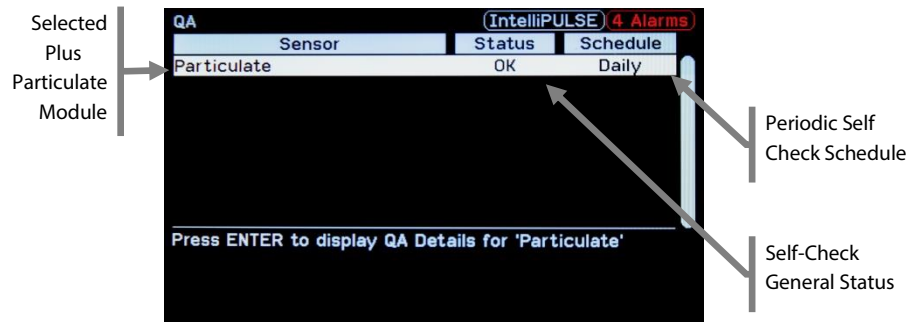 Selected
Plus
Particulate
Module
QA
IntelliPULSE
4 Alarms
Sensor Status Schedule
Particulate OK Daily
Press ENTER to display QA Details for 'Particulate'
Periodic Self
Check Schedule
Self-Check
General Status